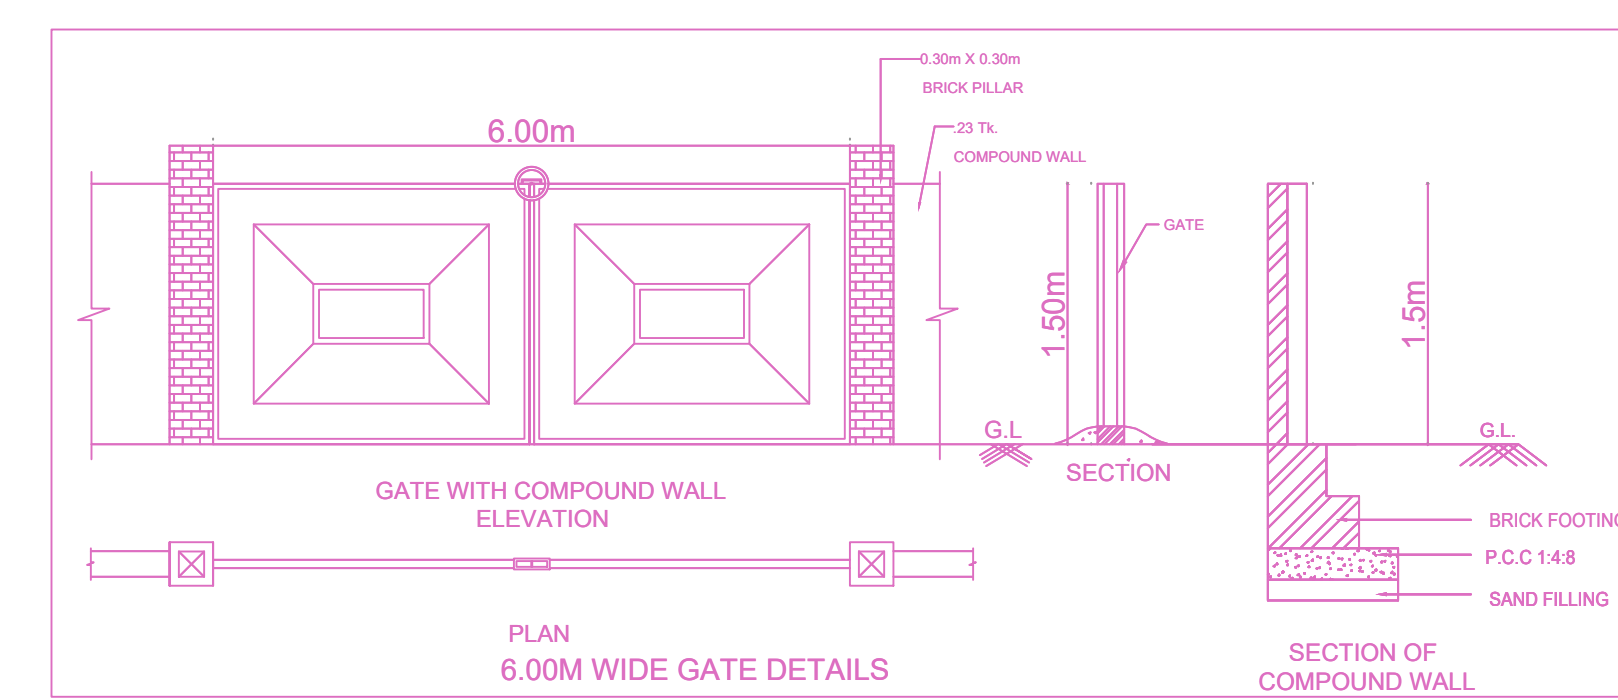 0.30m X 0.30m
BRICK PILLAR
6.00m
.23 Tk.
COMPOUND WALL
GATE
1.50m
1.5m
G.L
G.L.
SECTION
GATE WITH COMPOUND WALL
ELEVATION
BRICK FOOTING
P.C.C 1:4:8
SAND FILLING
PLAN
6.00M WIDE GATE DETAILS
SECTION OF
COMPOUND WALL